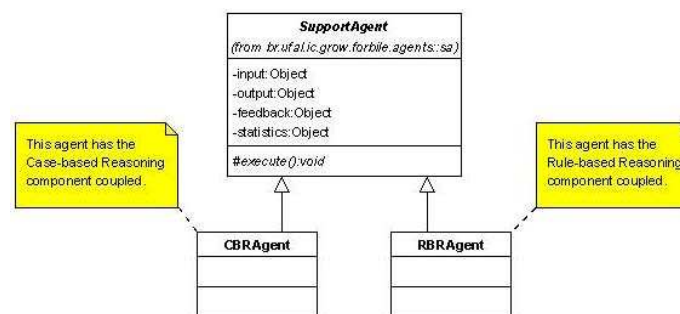 SupportAgent
(from br.ufal.ic.grow.forbile.agents::sa)
-input:Object
-output:Object
-feedback:Object
-statistics:Object
#execute():void
This agent has the
Case-based Reasoning
component coupled.
This agent has the
Rule-based Reasoning
component coupled.
CBRAgent
RBRAgent